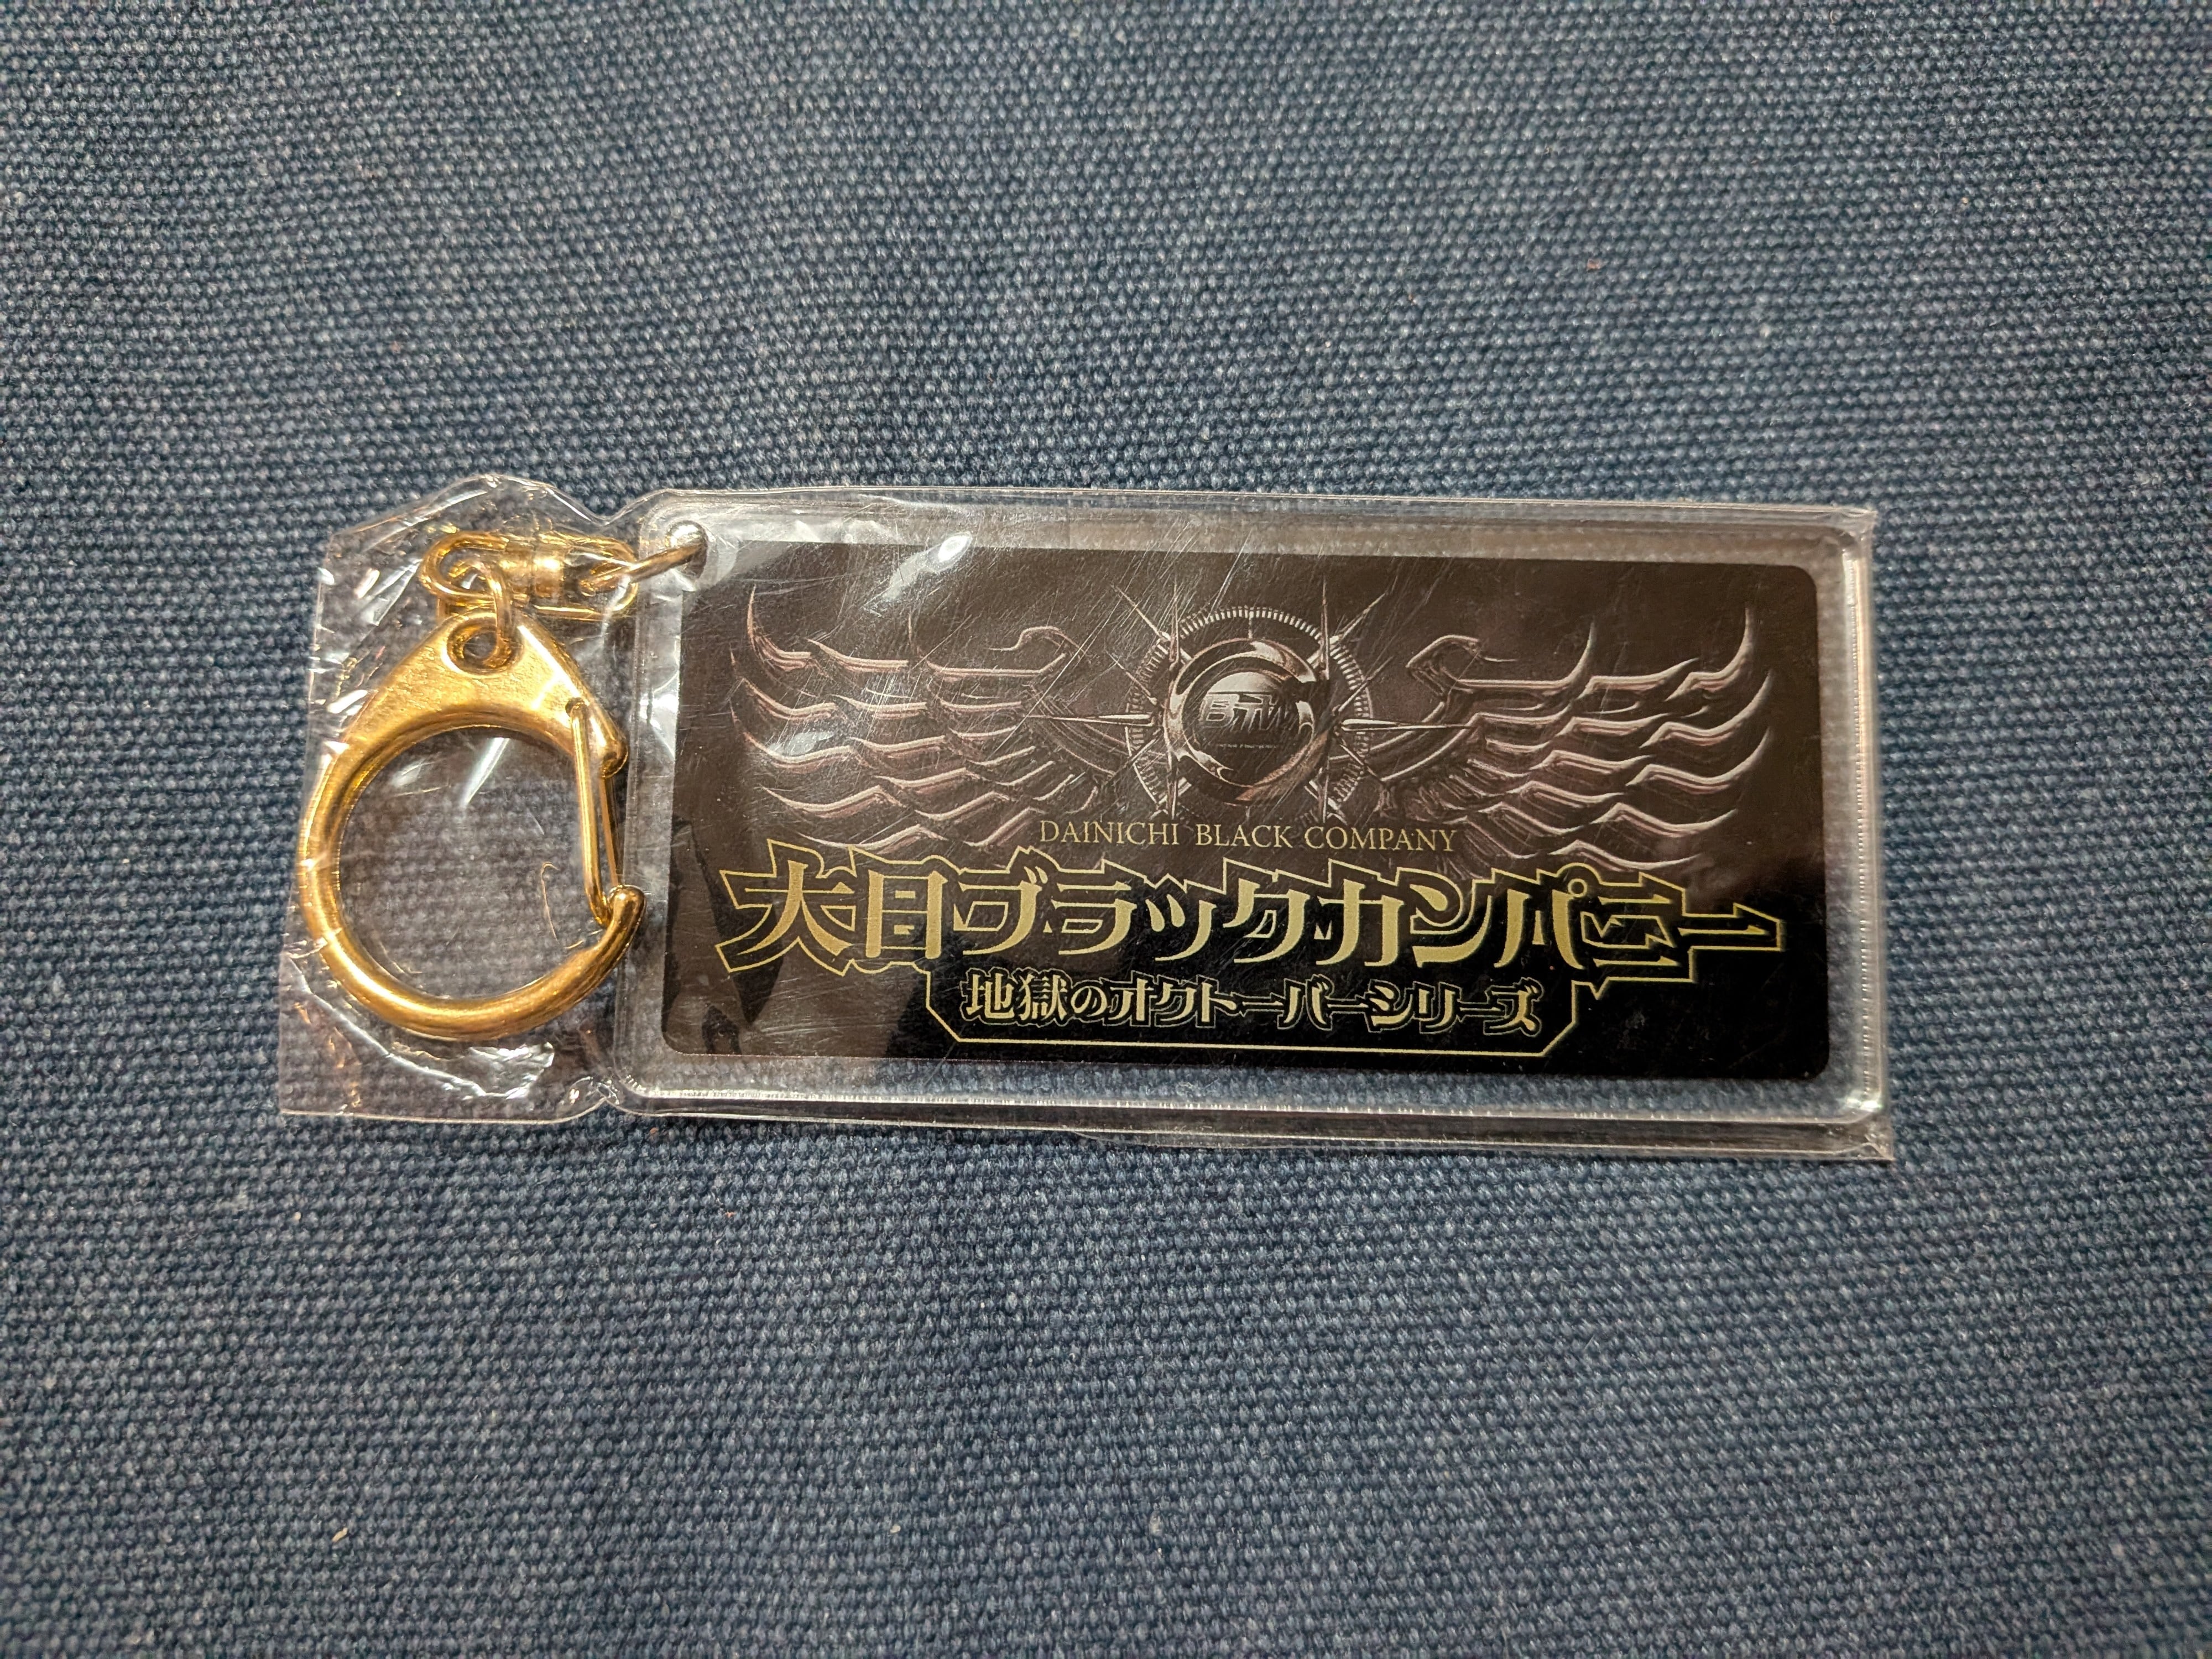 DAINICHI BLACK COMPANY
大日ブラックカンパニー
地獄のオクトーバーシリーズ